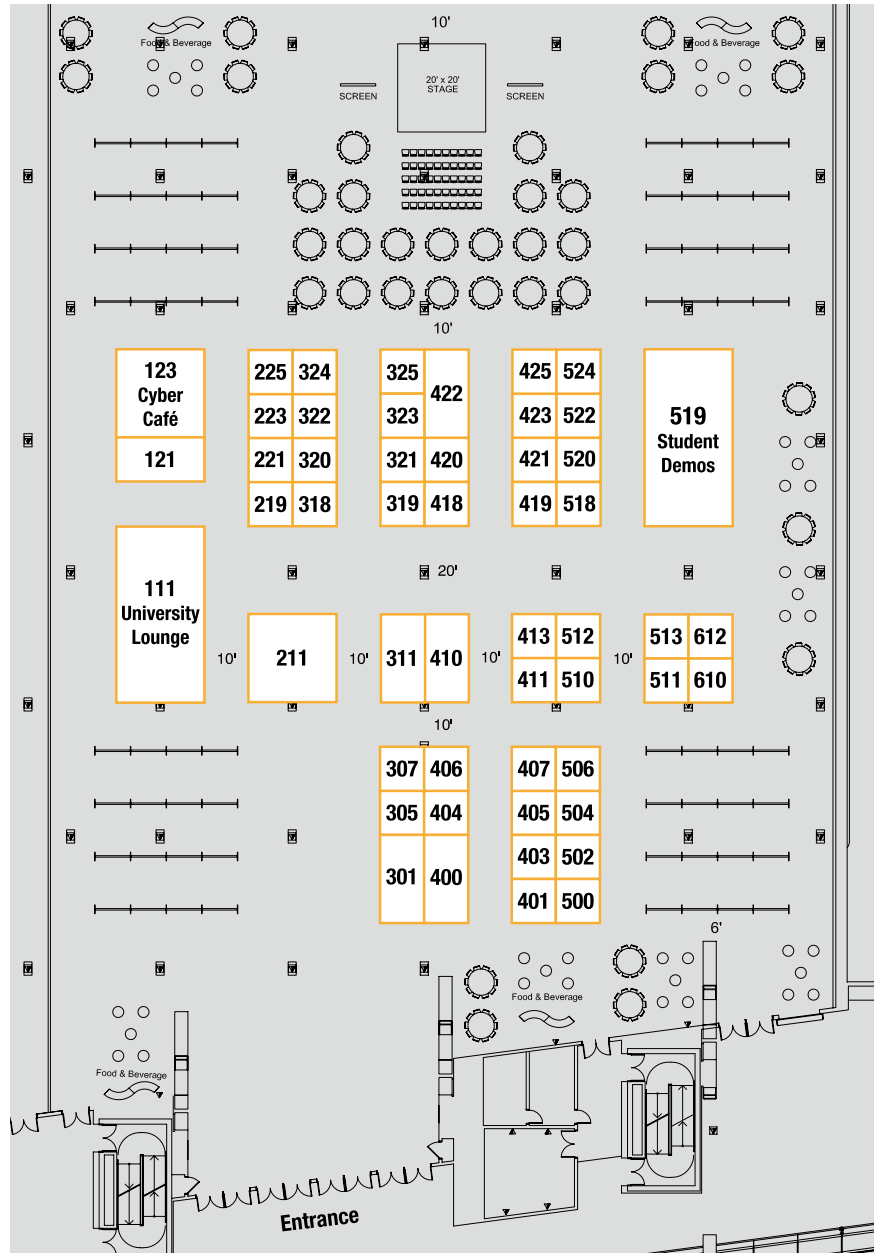 10'
Food & Beverage
Food & Beverage
20' x 20'
STAGE
SCREEN
SCREEN
10'
123
Cyber
Café
121
225 324
223 322
221 320
219 318
325
422
323
321 420
319 418
425 524
423 522
421 520
419 518
519
Student
Demos
111
University
Lounge
20'
10'
211
10'
311 410
10'
413 512
411 510
10'
513 612
511 610
10'
307 406
305 404
301 400
407 506
405 504
403 502
401 500
6'
Food & Beverage
Food & Beverage
Entrance